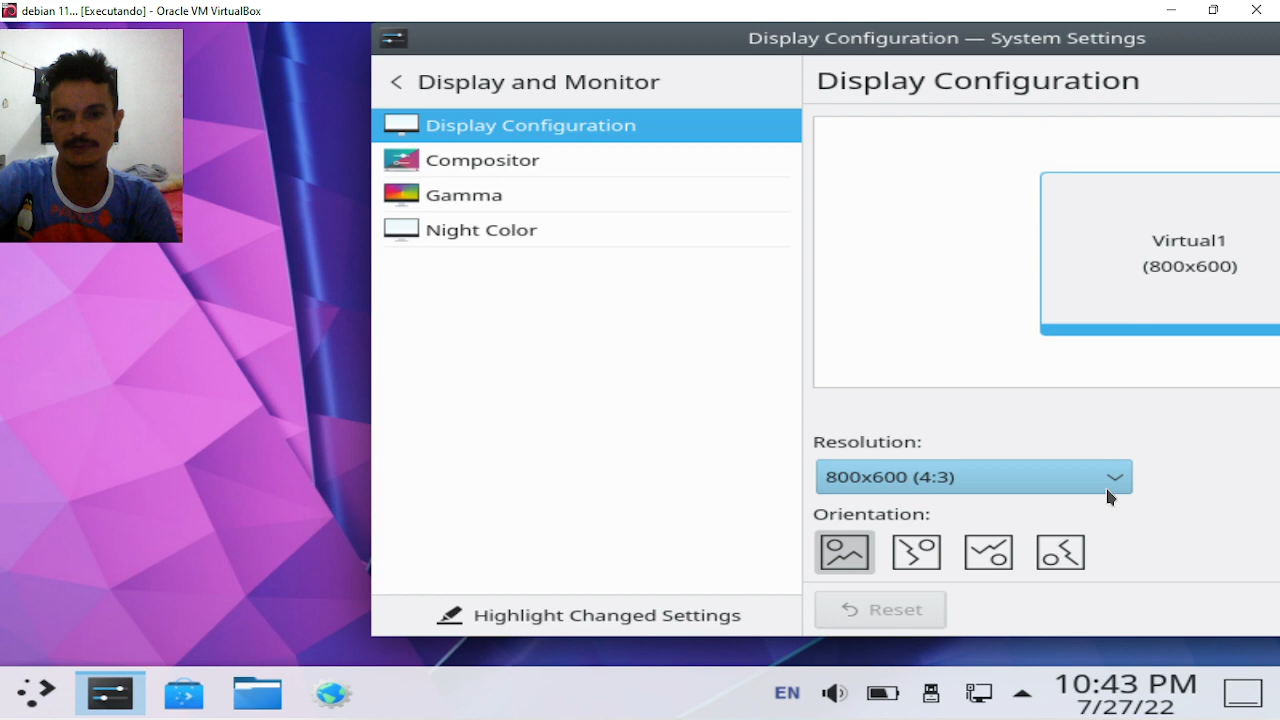 debian 11... [Executando] - Oracle VM VirtualBox
Display Configuration — System Settings
Display and Monitor
Display Configuration
Compositor
Gamma
Night Color
Highlight Changed Settings
Display Configuration
Virtual1
(800x600)
Resolution:
800x600 (4:3)
Orientation:
Reset
EN
10:43 PM
7/27/22